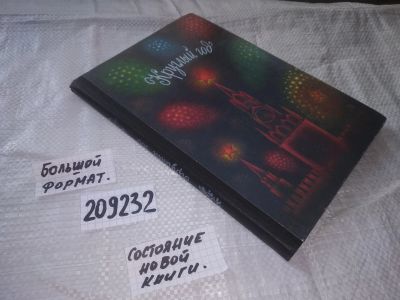 Круглый год
БОЛЬШОЙ
ФОРМАТ.
209232
СОСТОЯНИЕ
НОВОЙ
КНИГИ.